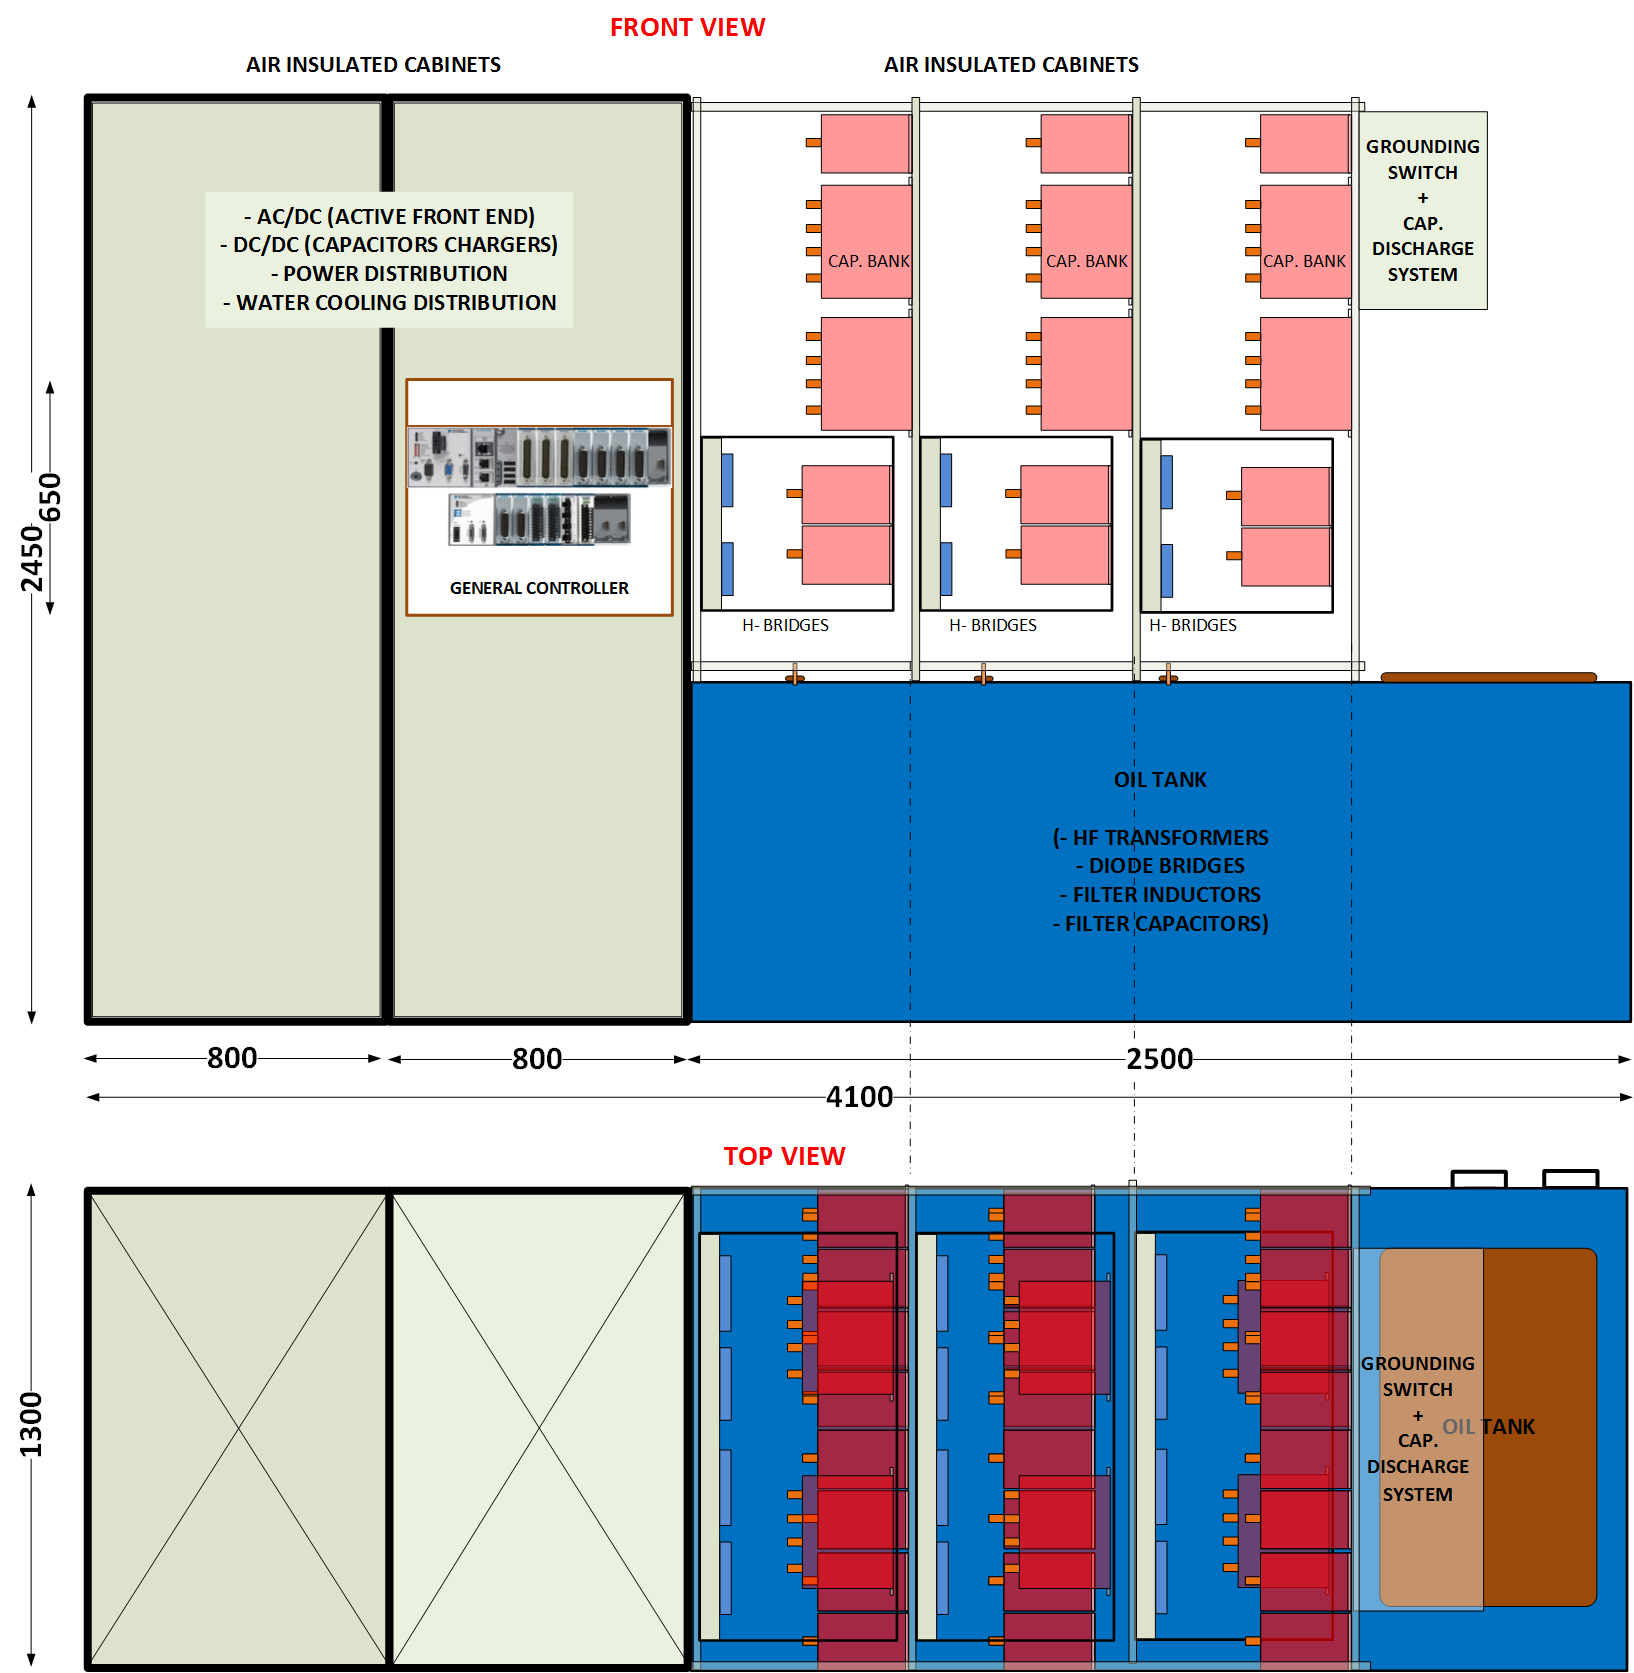 FRONT VIEW
AIR INSULATED CABINETS
AIR INSULATED CABINETS
- AC/DC (ACTIVE FRONT END)
- DC/DC (CAPACITORS CHARGERS)
- POWER DISTRIBUTION
- WATER COOLING DISTRIBUTION
GROUNDING
SWITCH
+
CAP.
DISCHARGE
SYSTEM
CAP. BANK
CAP. BANK
CAP. BANK
2450
650
GENERAL CONTROLLER
H- BRIDGES
H- BRIDGES
H- BRIDGES
OIL TANK
(- HF TRANSFORMERS
- DIODE BRIDGES
- FILTER INDUCTORS
- FILTER CAPACITORS)
800
800
2500
4100
TOP VIEW
1300
GROUNDING
SWITCH
+
CAP.
DISCHARGE
SYSTEM
OIL TANK